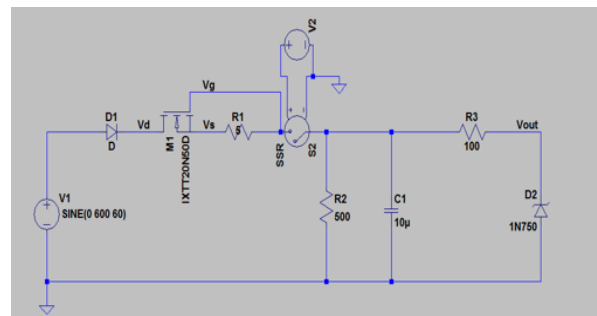 V2
Vg
D1
Vd
Vs
R1
R3
Vout
D
M1
5
SSR
S2
100
IXTT20N50D
V1
R2
C1
D2
SINE(0 600 60)
500
10µ
1N750